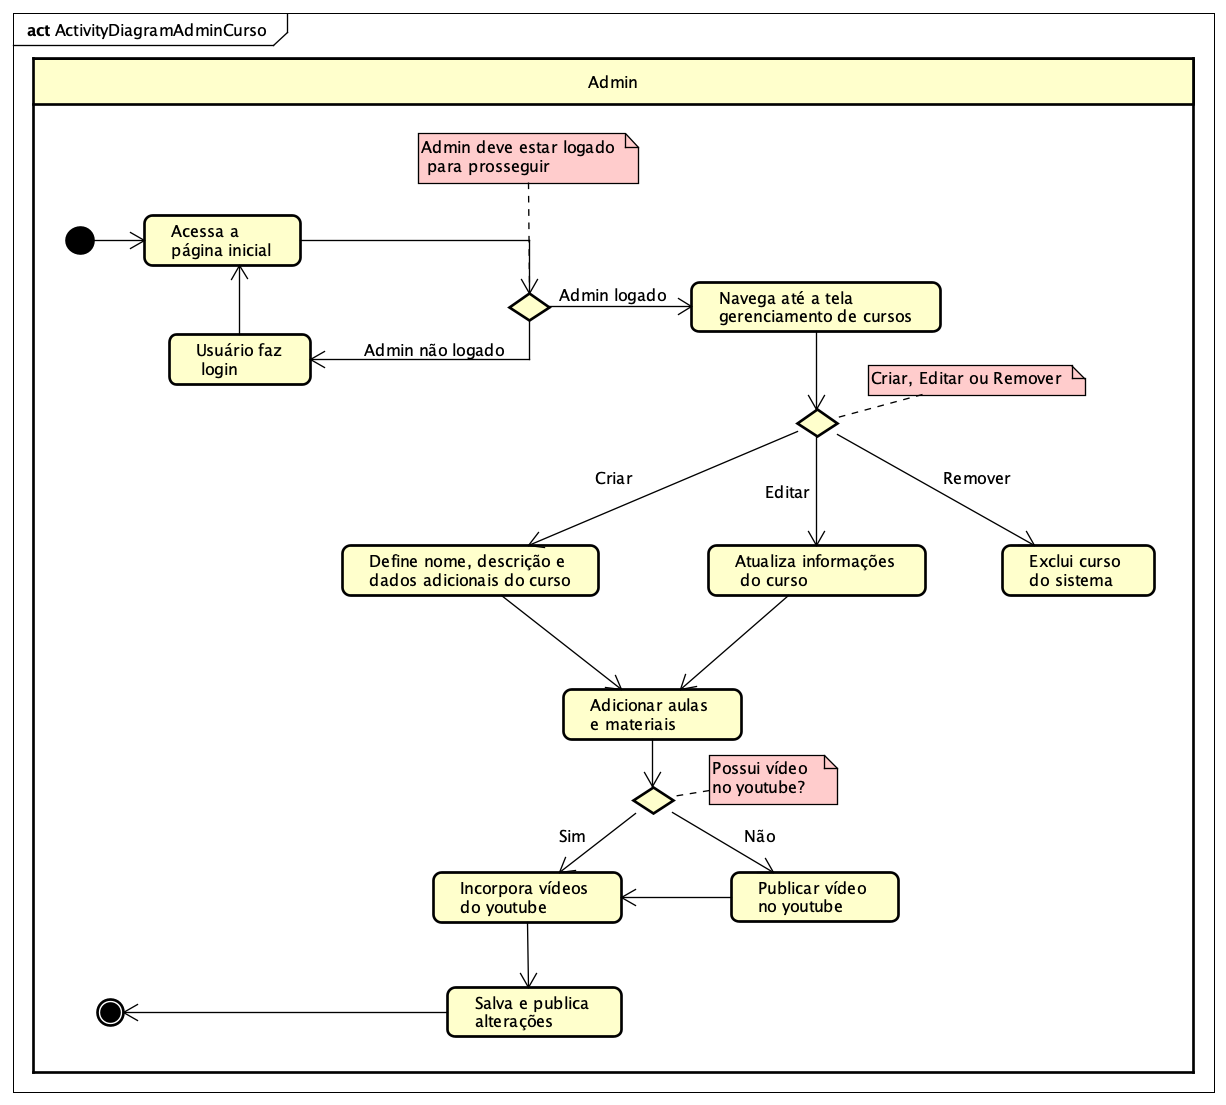 act ActivityDiagramAdminCurso
Admin
Admin deve estar logado
para prosseguir
Acessa a
página inicial
Admin logado
Navega até a tela
gerenciamento de cursos
Usuário faz
login
Admin não logado
Criar, Editar ou Remover
Criar
Editar
Remover
Define nome, descrição e
dados adicionais do curso
Atualiza informações
do curso
Exclui curso
do sistema
Adicionar aulas
e materiais
Possui vídeo
no youtube?
Sim
Não
Incorpora vídeos
do youtube
Publicar vídeo
no youtube
Salva e publica
alterações